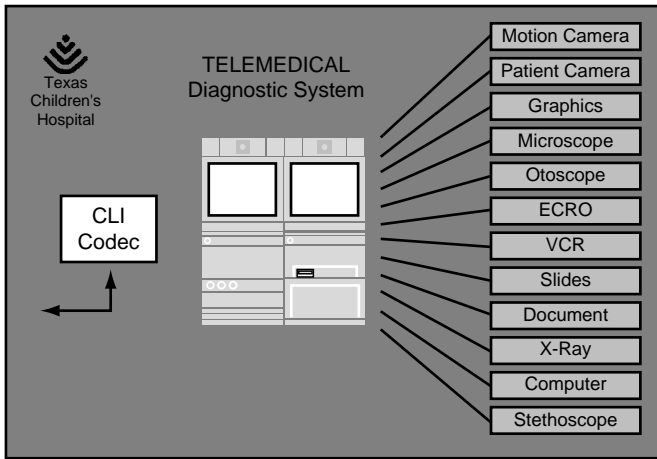 Texas
Children's
Hospital
TELEMEDICAL
Diagnostic System
CLI
Codec
Motion Camera
Patient Camera
Graphics
Microscope
Otoscope
ECRO
VCR
Slides
Document
X-Ray
Computer
Stethoscope